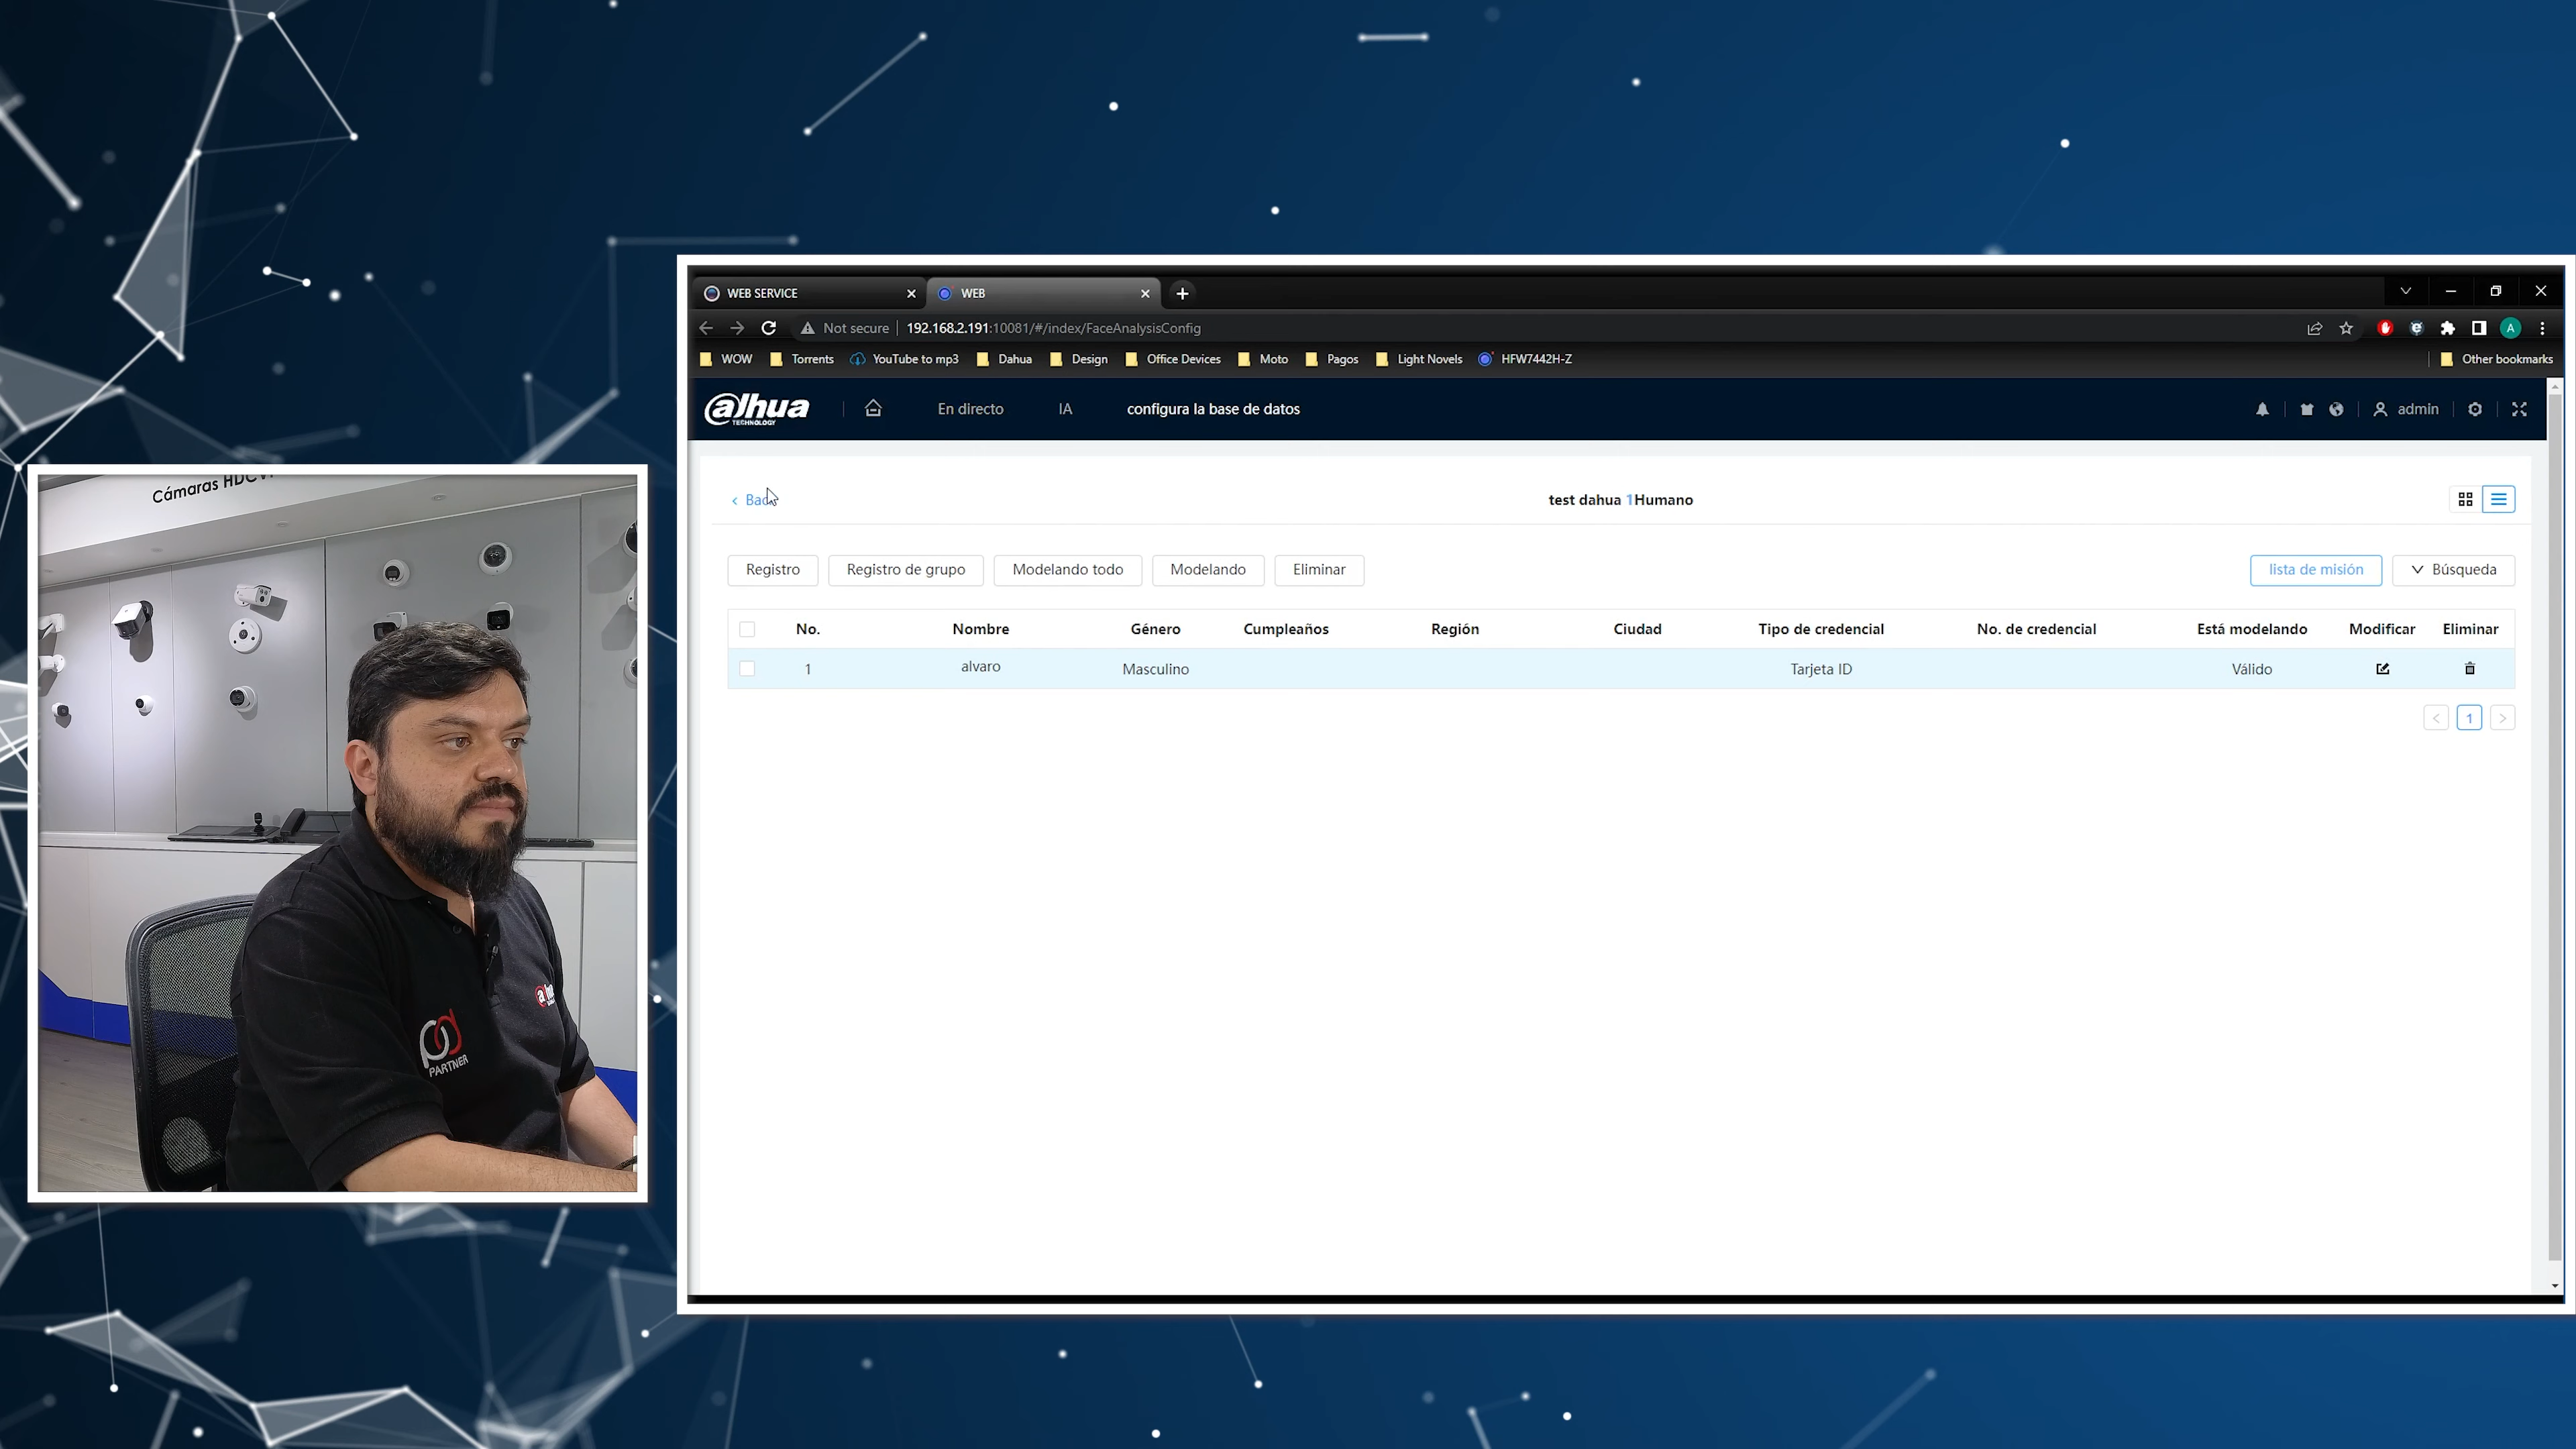 WEB SERVICE
WEB
Not secure
192.168.2.191:10081/#/index/FaceAnalysisConfig
A
WOW
Torrents
YouTube to mp3
Dahua
Design
Office Devices
Moto
Pagos
Light Novels
HFW7442H-Z
Other bookmarks
alhua
TECHNOLOGY
En directo
IA
configura la base de datos
admin
< Back
test dahua 1Humano
Registro
Registro de grupo
Modelando todo
Modelando
Eliminar
lista de misión
Búsqueda
No. Nombre Género Cumpleaños Región Ciudad Tipo de credencial No. de credencial Está modelando Modificar Eliminar
1 alvaro Masculino Tarjeta ID Válido
< 1 >
Cámaras
PARTNER